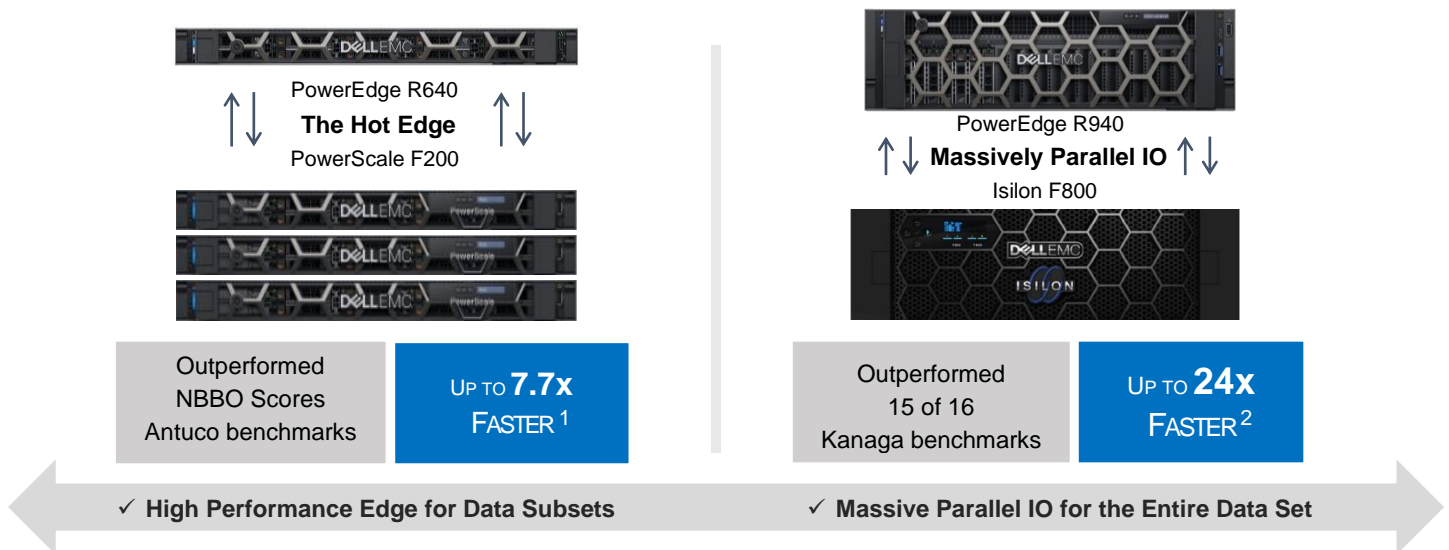 DELLEMC
PowerEdge R640
The Hot Edge
PowerScale F200
DELLEMC
PowerScale
DELLEMC
PowerScale
DELLEMC
PowerScale
Outperformed
NBBO Scores
Antuco benchmarks
UP TO 7.7x
FASTER 1
DELLEMC
PowerEdge R940
Massively Parallel IO
Isilon F800
DELLEMC
ISILON
Outperformed
15 of 16
Kanaga benchmarks
UP TO 24x
FASTER 2
✓ High Performance Edge for Data Subsets
✓ Massive Parallel IO for the Entire Data Set